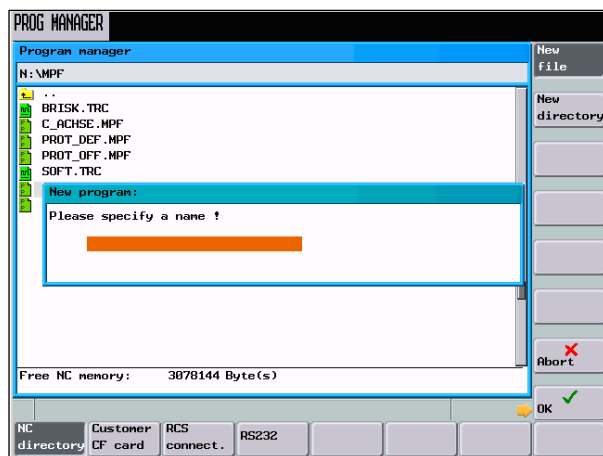 PROG MANAGER
Program manager
N:\MPF
..
BRISK.TRC
C_ACHSE.MPF
PROT_DEF.MPF
PROT_OFF.MPF
SOFT.TRC
New program:
Please specify a name !
Free NC memory: 3078144 Byte(s)
New
file
New
directory
Abort
OK
NC
directory
Customer
CF card
RCS
connect.
RS232